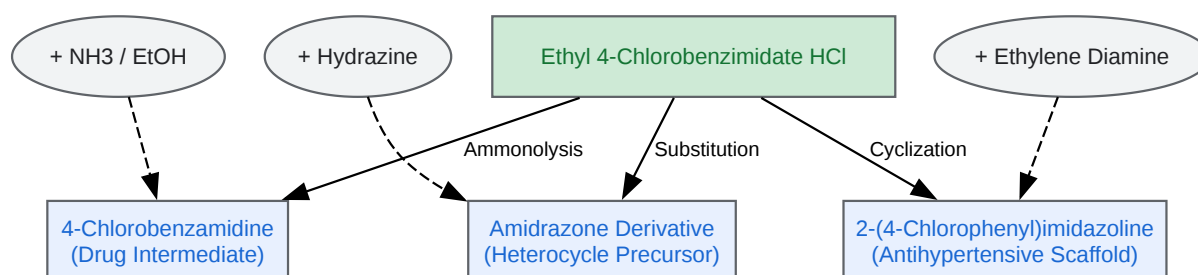 + NH3 / EtOH
+ Hydrazine
Ethyl 4-Chlorobenzimidate HCl
+ Ethylene Diamine
Ammonolysis
Substitution
Cyclization
4-Chlorobenzamidine
(Drug Intermediate)
Amidrazone Derivative
(Heterocycle Precursor)
2-(4-Chlorophenyl)imidazoline
(Antihypertensive Scaffold)